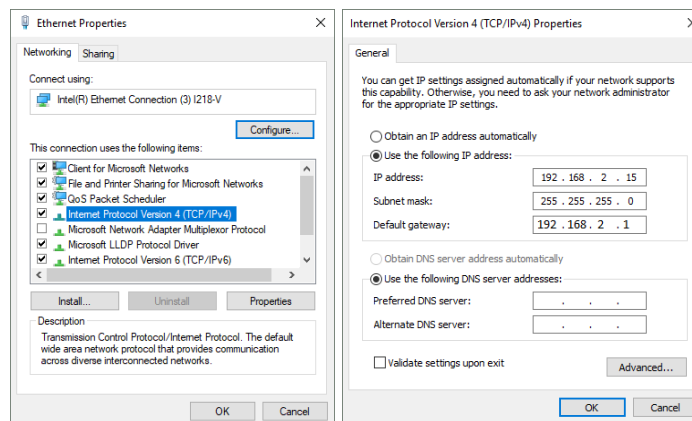 Ethernet Properties
Networking
Sharing
Connect using:
Intel(R) Ethernet Connection (3) I218-V
Configure...
This connection uses the following items:
Client for Microsoft Networks
File and Printer Sharing for Microsoft Networks
QoS Packet Scheduler
Internet Protocol Version 4 (TCP/IPv4)
Microsoft Network Adapter Multiplexor Protocol
Microsoft LLDP Protocol Driver
Internet Protocol Version 6 (TCP/IPv6)
Install...
Uninstall
Properties
Description
Transmission Control Protocol/Internet Protocol. The default
wide area network protocol that provides communication
across diverse interconnected networks.
OK
Cancel
Internet Protocol Version 4 (TCP/IPv4) Properties
General
You can get IP settings assigned automatically if your network supports
this capability. Otherwise, you need to ask your network administrator
for the appropriate IP settings.
Obtain an IP address automatically
Use the following IP address:
IP address: 192 . 168 . 2 . 15
Subnet mask: 255 . 255 . 255 . 0
Default gateway: 192 . 168 . 2 . 1
Obtain DNS server address automatically
Use the following DNS server addresses:
Preferred DNS server: . . .
Alternate DNS server: . . .
Validate settings upon exit
Advanced...
OK
Cancel